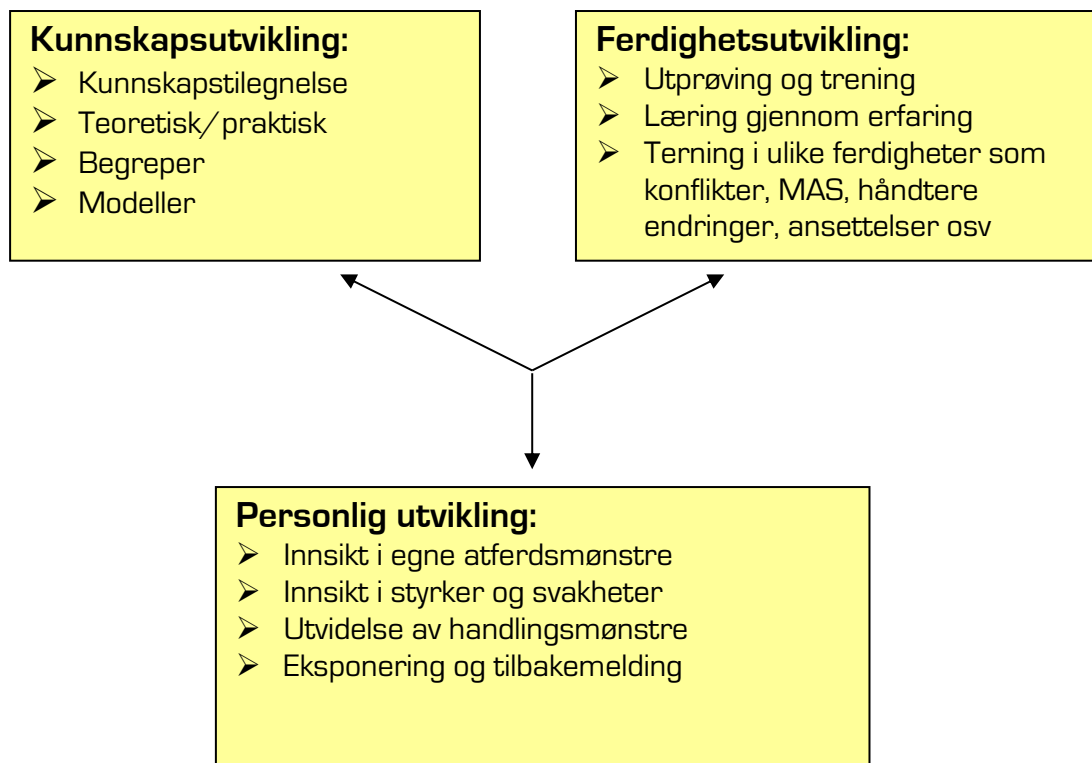 Kunnskapsutvikling:
➢ Kunnskapstilegnelse
➢ Teoretisk/praktisk
➢ Begreper
➢ Modeller
Ferdighetsutvikling:
➢ Utprøving og trening
➢ Læring gjennom erfaring
➢ Terning i ulike ferdigheter som
konflikter, MAS, håndtere
endringer, ansettelser osv
Personlig utvikling:
➢ Innsikt i egne atferdsmønstre
➢ Innsikt i styrker og svakheter
➢ Utvidelse av handlingsmønstre
➢ Eksponering og tilbakemelding